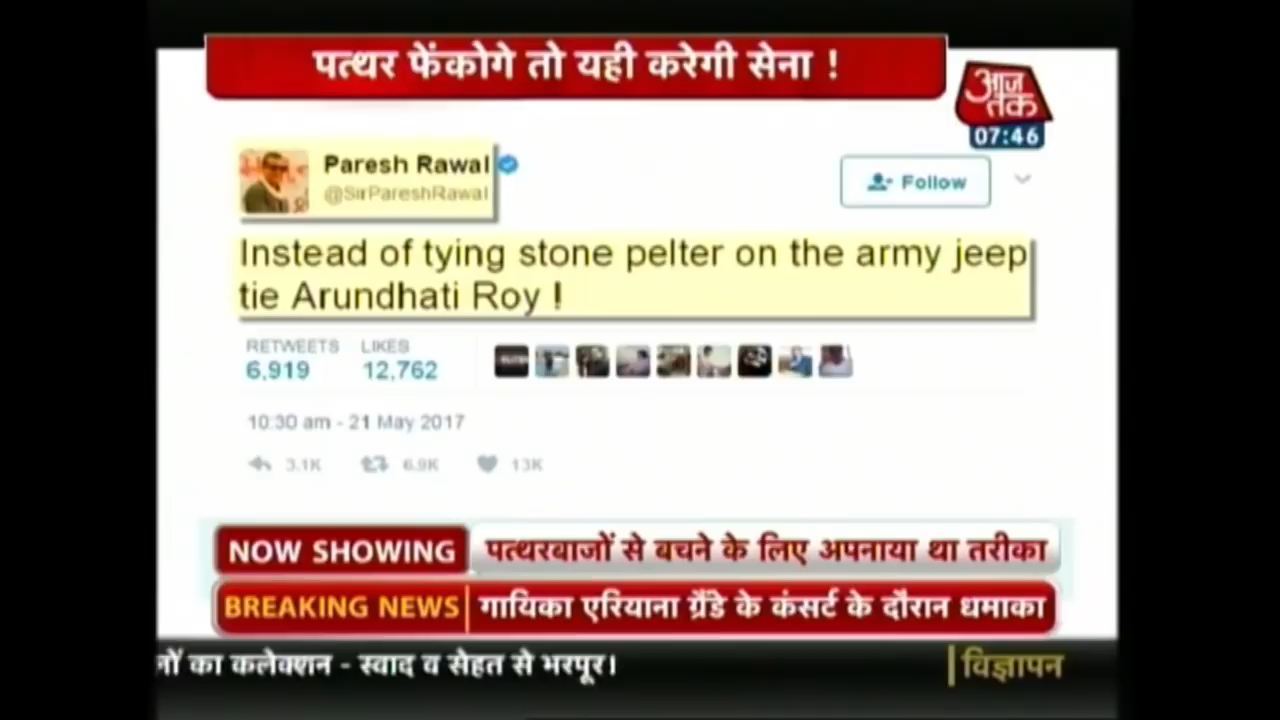 पत्थर फेंकोगे तो यही करेगी सेना !
आज तक
07:46
Paresh Rawal
@SirPareshRawal
Follow
Instead of tying stone pelter on the army jeep
tie Arundhati Roy !
RETWEETS LIKES
6,919 12,762
10:30 am - 21 May 2017
3.1K 6.9K 13K
NOW SHOWING पत्थरबाजों से बचने के लिए अपनाया था तरीका
BREAKING NEWS गायिका एरियाना ग्रैंडे के कंसर्ट के दौरान धमाका
नों का कलेक्शन - स्वाद व सेहत से भरपूर। विज्ञापन